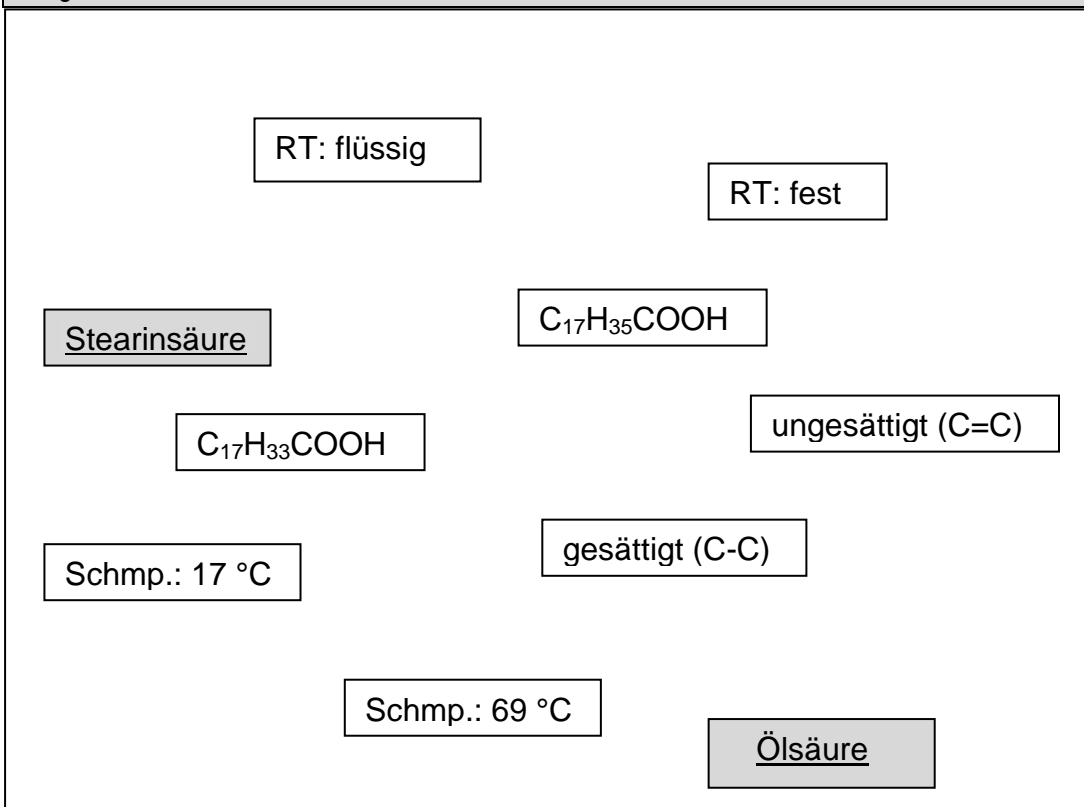 RT: flüssig
RT: fest
C₁₇H₃₅COOH
Stearinsäure
ungesättigt (C=C)
C₁₇H₃₃COOH
gesättigt (C-C)
Schmp.: 17 °C
Schmp.: 69 °C
Ölsäure